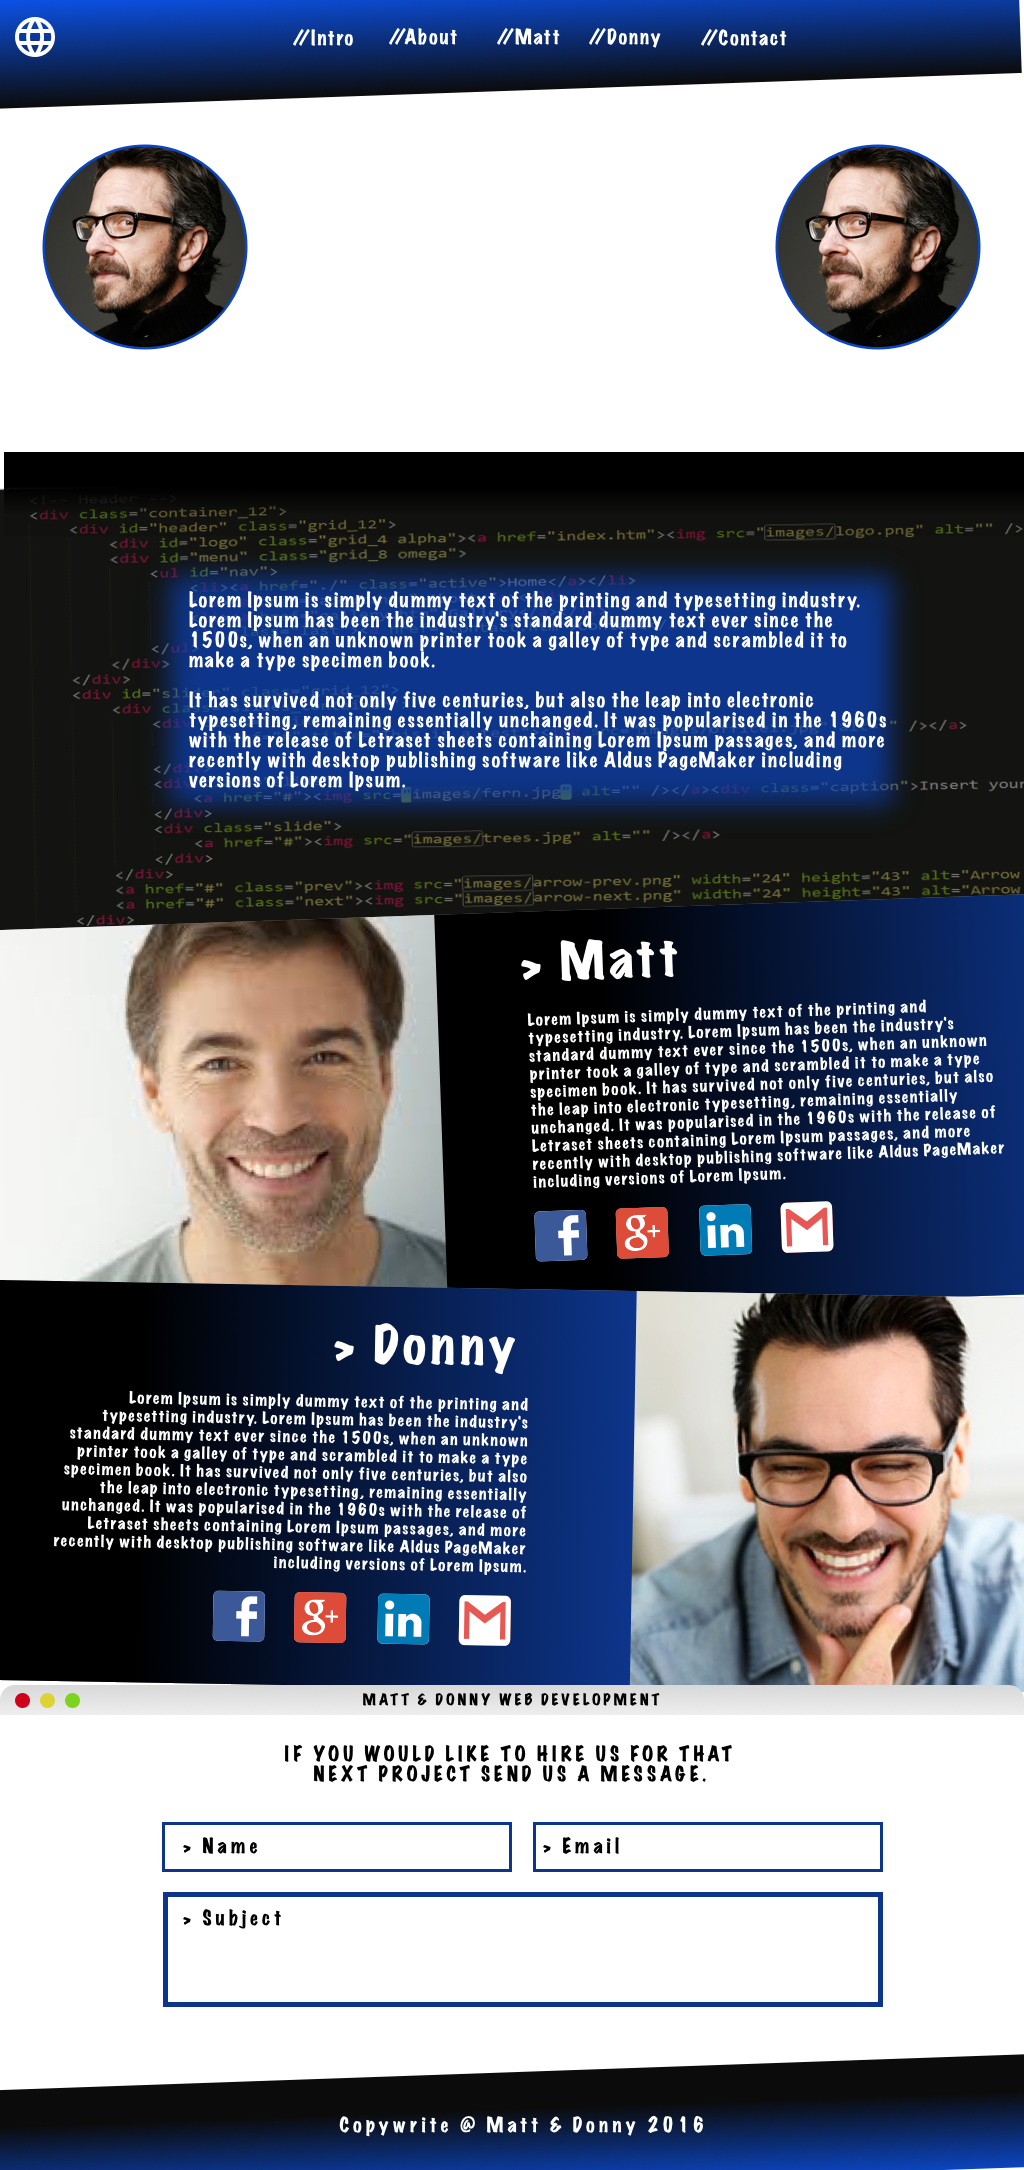 //Intro //About //Matt //Donny //Contact
<!-- Header -->
<div class="container_12">
<div id="header" class="grid_12">
<div id="logo" class="grid_4 alpha"><a href="index.htm"><img src="images/logo.png" alt="" />
<div id="menu" class="grid_8 omega">
<ul id="nav">
<li><a href="./" class="active">Home</a></li>
Lorem Ipsum is simply dummy text of the printing and typesetting industry.
Lorem Ipsum has been the industry's standard dummy text ever since the
1500s, when an unknown printer took a galley of type and scrambled it to
make a type specimen book.
</div>
</div>
<div id="slider" class="grid_12">
It has survived not only five centuries, but also the leap into electronic
<div
typesetting, remaining essentially unchanged. It was popularised in the 1960s
" /></a>
with the release of Letraset sheets containing Lorem Ipsum passages, and more
recently with desktop publishing software like Aldus PageMaker including
versions of Lorem Ipsum.
<a href="#"><img src="images/fern.jpg" alt="" /></a><div class="caption">Insert your
</div>
<div class="slide">
<a href="#"><img src="images/trees.jpg" alt="" /></a>
</div>
</div>
<a href="#" class="prev"><img src="images/arrow-prev.png" width="24" height="43" alt="Arrow
<a href="#" class="next"><img src="images/arrow-next.png" width="24" height="43" alt="Arrow
</div>
> Matt
Lorem Ipsum is simply dummy text of the printing and
typesetting industry. Lorem Ipsum has been the industry's
standard dummy text ever since the 1500s, when an unknown
printer took a galley of type and scrambled it to make a type
specimen book. It has survived not only five centuries, but also
the leap into electronic typesetting, remaining essentially
unchanged. It was popularised in the 1960s with the release of
Letraset sheets containing Lorem Ipsum passages, and more
recently with desktop publishing software like Aldus PageMaker
including versions of Lorem Ipsum.
f g+ in M
> Donny
Lorem Ipsum is simply dummy text of the printing and
typesetting industry. Lorem Ipsum has been the industry's
standard dummy text ever since the 1500s, when an unknown
printer took a galley of type and scrambled it to make a type
specimen book. It has survived not only five centuries, but also
the leap into electronic typesetting, remaining essentially
unchanged. It was popularised in the 1960s with the release of
Letraset sheets containing Lorem Ipsum passages, and more
recently with desktop publishing software like Aldus PageMaker
including versions of Lorem Ipsum.
f g+ in M
MATT & DONNY WEB DEVELOPMENT
IF YOU WOULD LIKE TO HIRE US FOR THAT
NEXT PROJECT SEND US A MESSAGE.
> Name > Email
> Subject
Copywrite @ Matt & Donny 2016